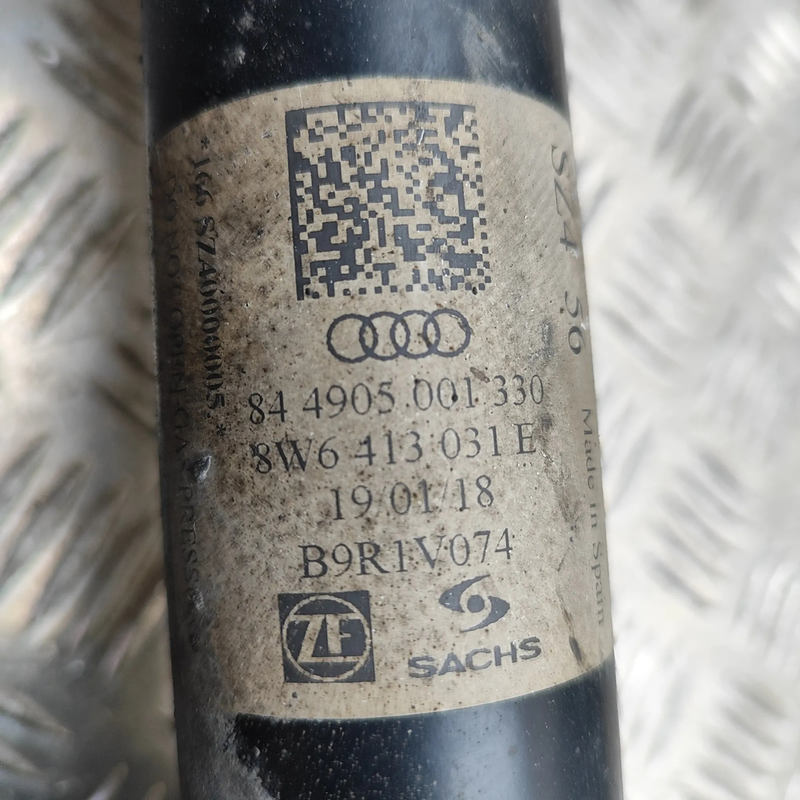 84 4905 001 330
8W6 413 031 E
19/01/18
B9R1V074
ZF
SACHS
SZ4 56
Made in Spain